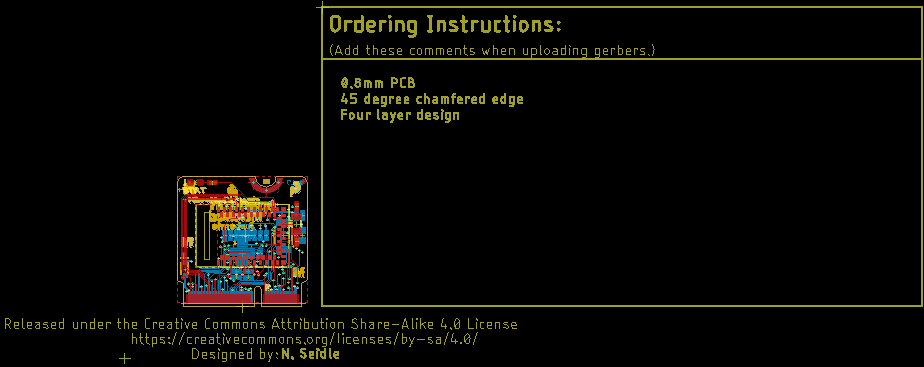 Ordering Instructions:
(Add these comments when uploading gerbers.)
0.8mm PCB
45 degree chamfered edge
Four layer design
Released under the Creative Commons Attribution Share-Alike 4.0 License
https://creativecommons.org/licenses/by-sa/4.0/
Designed by: N. Seidle